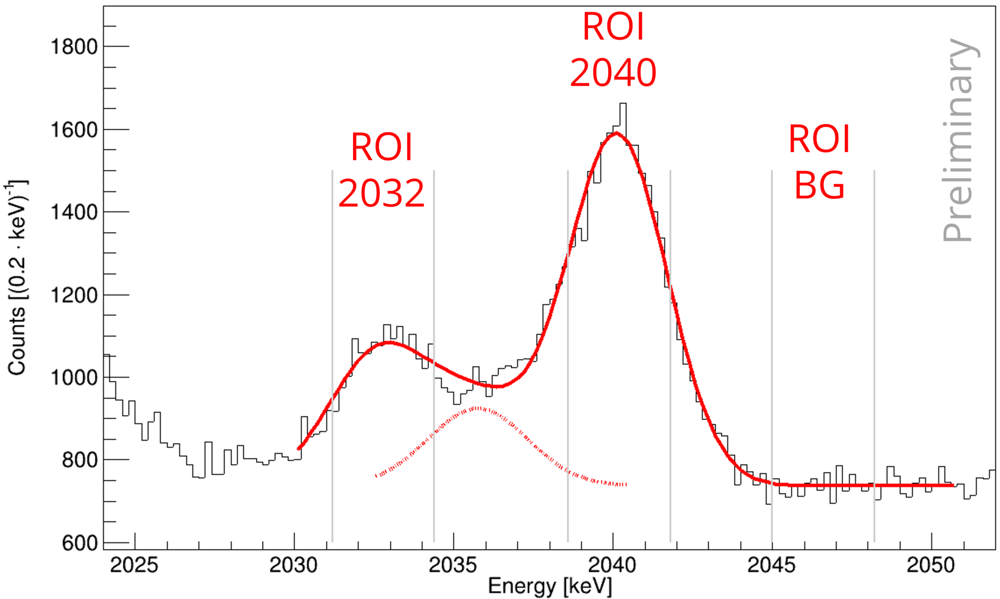 ROI
2040
ROI
2032
ROI
BG
Preliminary
Counts [(0.2 · keV)⁻¹]
1800
1600
1400
1200
1000
800
600
2025 2030 2035 2040 2045 2050
Energy [keV]